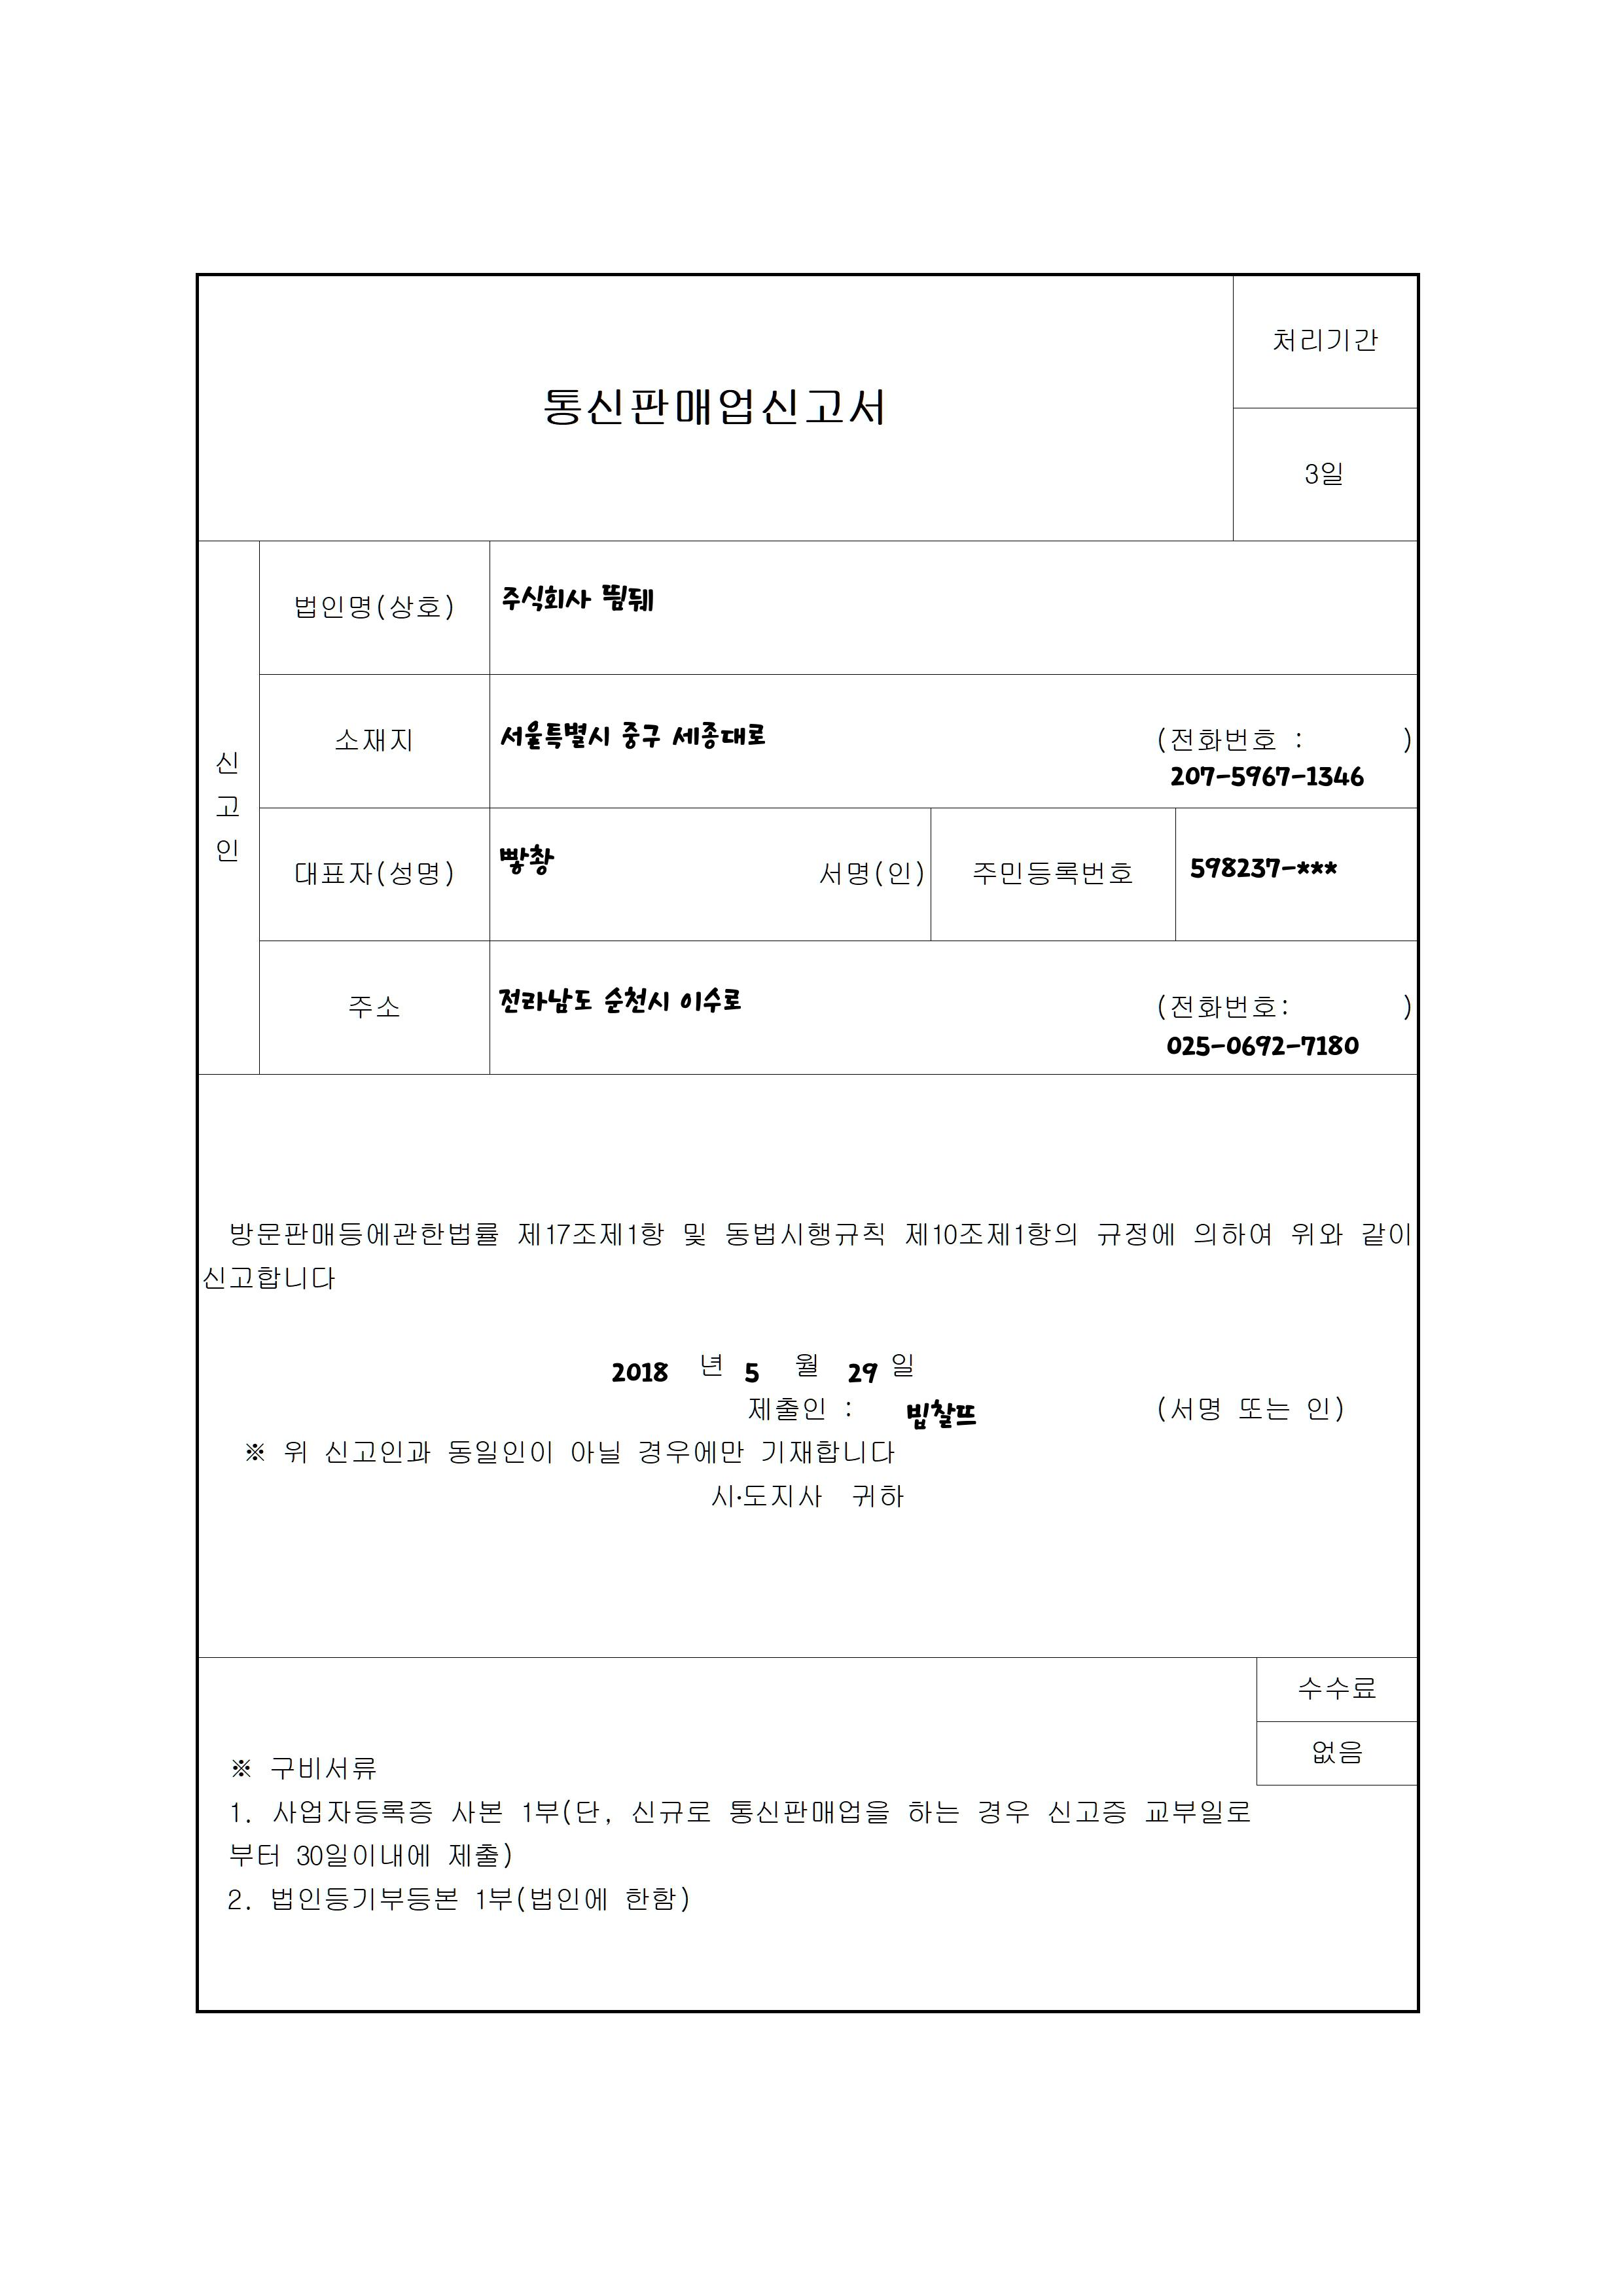 통신판매업신고서
처리기간
3일
신고인
법인명(상호)
주식회사
소재지
서울특별시 중구 세종대로
(전화번호 : )
207-5967-1346
대표자(성명)
빵촹
서명(인)
주민등록번호
598237-***
주소
전라남도 순천시 이수로
(전화번호: )
025-0692-7180
방문판매등에관한법률 제17조제1항 및 동법시행규칙 제10조제1항의 규정에 의하여 위와 같이
신고합니다
2018 년 5 월 29 일
제출인 : 빕찰뜨 (서명 또는 인)
※ 위 신고인과 동일인이 아닐 경우에만 기재합니다
시·도지사 귀하
수수료
없음
※ 구비서류
1. 사업자등록증 사본 1부(단, 신규로 통신판매업을 하는 경우 신고증 교부일로
부터 30일이내에 제출)
2. 법인등기부등본 1부(법인에 한함)